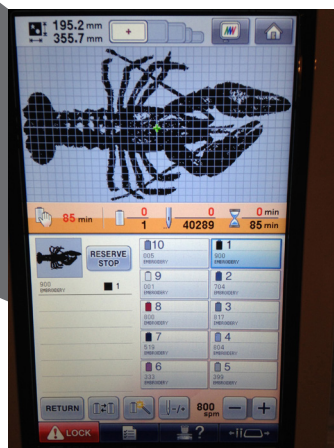 195.2 mm
355.7 mm
85 min
0
1
0
40289
0 min
85 min
RESERVE STOP
900
EMBROIDERY
1
10
005
EMBROIDERY
1
900
EMBROIDERY
9
001
EMBROIDERY
2
704
EMBROIDERY
8
800
EMBROIDERY
3
817
EMBROIDERY
7
515
EMBROIDERY
4
804
EMBROIDERY
6
333
EMBROIDERY
5
399
EMBROIDERY
RETURN
800 spm
LOCK
?